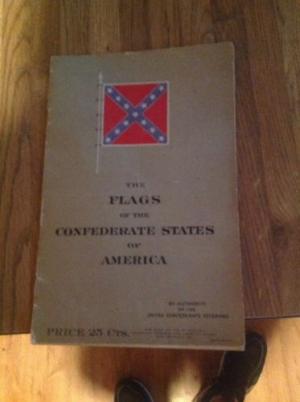 THE
FLAGS
OF THE
CONFEDERATE STATES
OF
AMERICA
BY AUTHORITY
OF THE
UNITED CONFEDERATE VETERANS
PRICE 25 Cts.